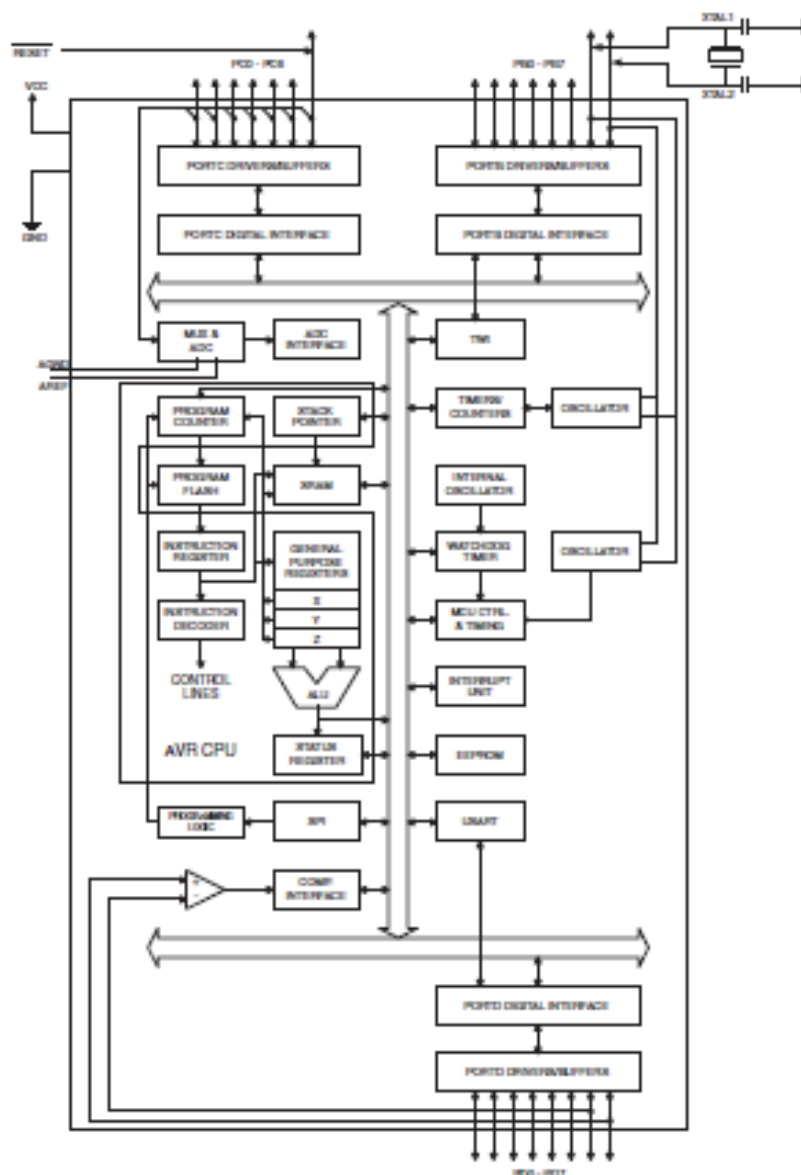 XTAL1
RESET
PC0 - PC6
PB0 - PB7
VCC
XTAL2
PORTC DRIVERS/BUFFERS
PORTB DRIVERS/BUFFERS
PORTC DIGITAL INTERFACE
PORTB DIGITAL INTERFACE
GND
MUX &
ADC
ADC
INTERFACE
TWI
AGND
AREF
PROGRAM
COUNTER
STACK
POINTER
TIMERS/
COUNTERS
OSCILLATOR
PROGRAM
FLASH
SRAM
INTERNAL
OSCILLATOR
INSTRUCTION
REGISTER
GENERAL
PURPOSE
REGISTERS
WATCHDOG
TIMER
OSCILLATOR
X
INSTRUCTION
DECODER
Y
MCU CTRL.
& TIMING
Z
CONTROL
LINES
ALU
INTERRUPT
UNIT
AVR CPU
STATUS
REGISTER
EEPROM
PROGRAMMING
LOGIC
SPI
USART
+
-
COMP.
INTERFACE
PORTD DIGITAL INTERFACE
PORTD DRIVERS/BUFFERS
PD0 - PD7